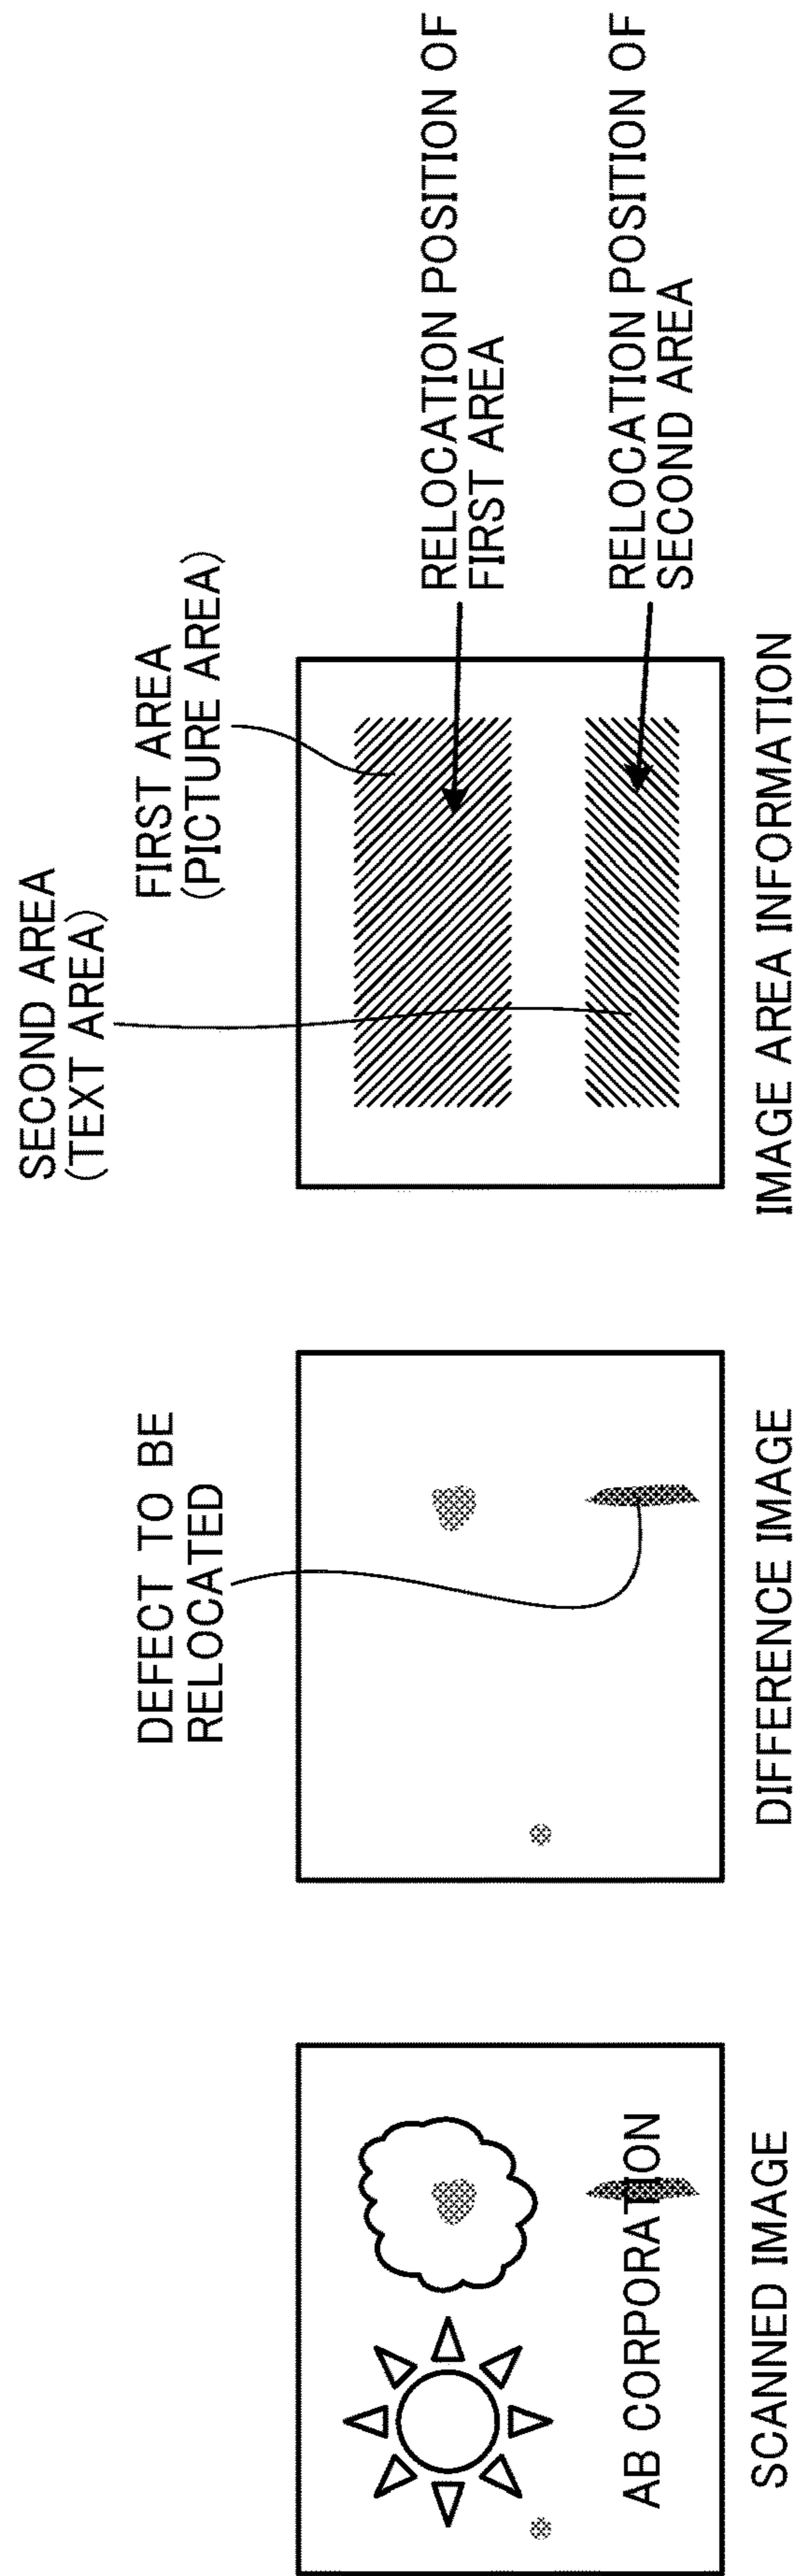 AB CORPORATION
SCANNED IMAGE
DEFECT TO BE
RELOCATED
DIFFERENCE IMAGE
SECOND AREA
(TEXT AREA)
FIRST AREA
(PICTURE AREA)
RELOCATION POSITION OF
FIRST AREA
RELOCATION POSITION OF
SECOND AREA
IMAGE AREA INFORMATION